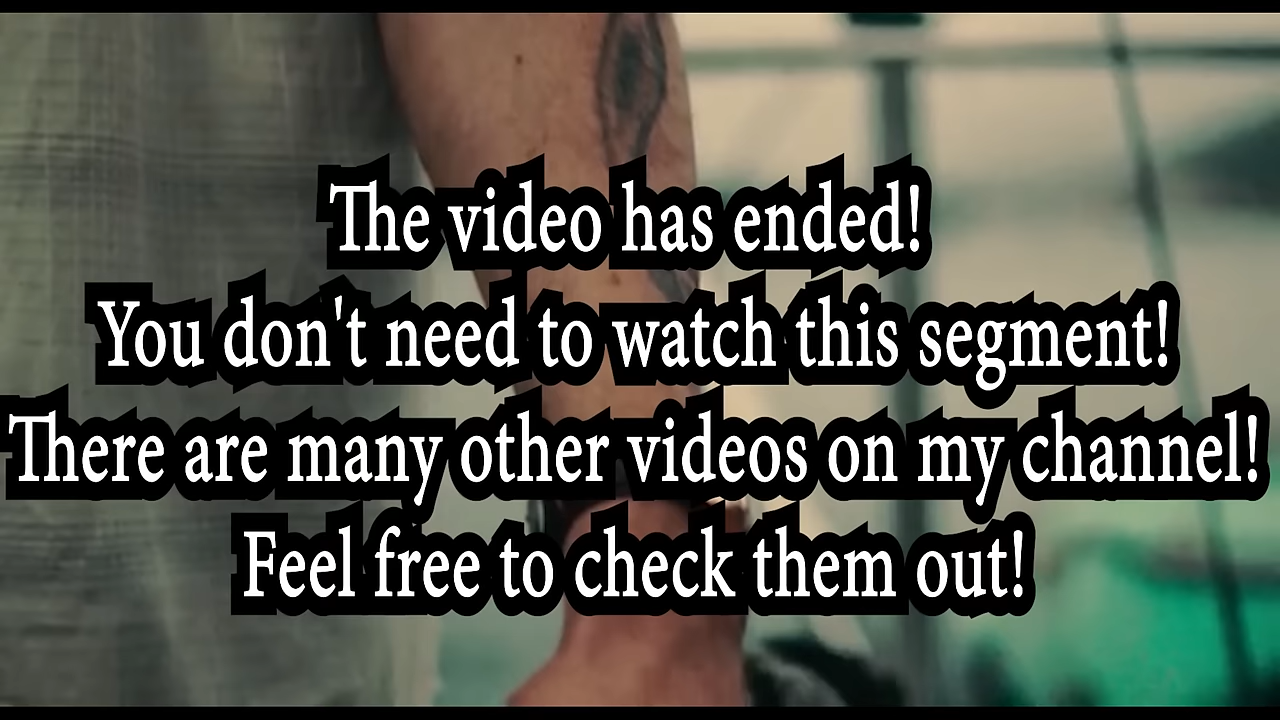 The video has ended!
You don't need to watch this segment!
There are many other videos on my channel!
Feel free to check them out!